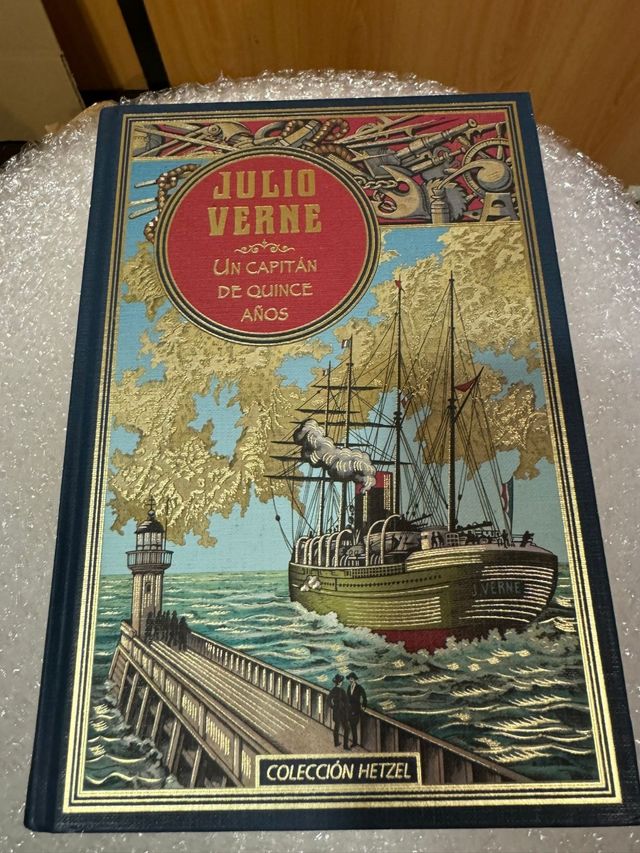 JULIO
VERNE
UN CAPITÁN
DE QUINCE
AÑOS
J. VERNE
COLECCIÓN HETZEL